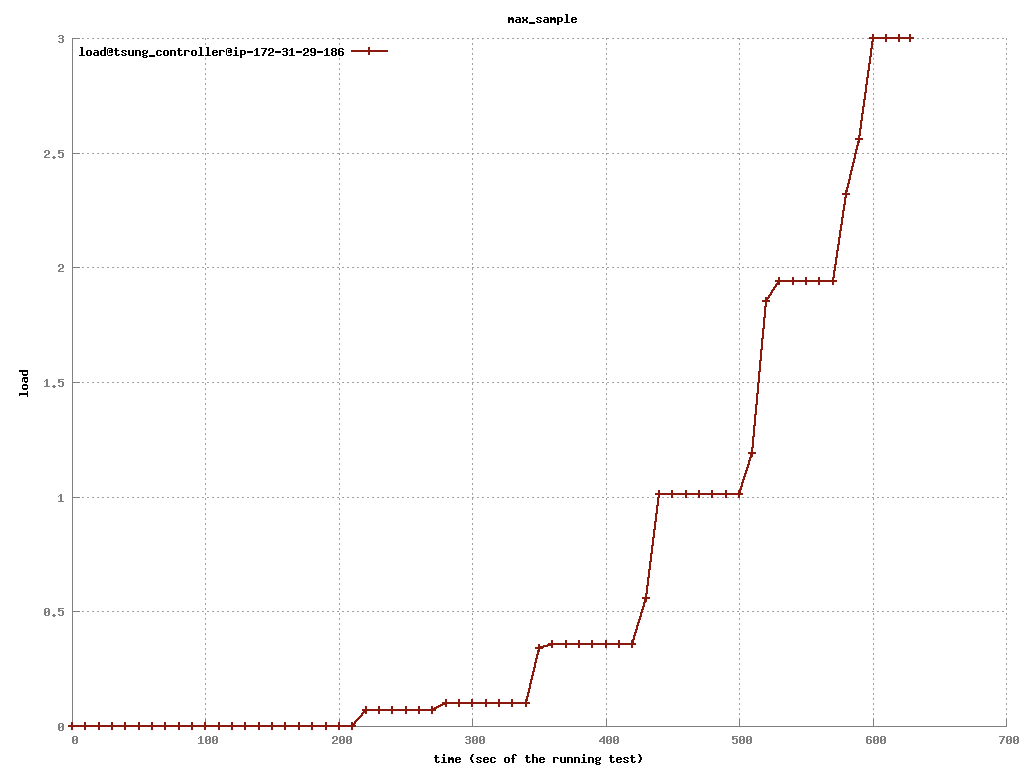 max_sample
load@tsung_controller@ip-172-31-29-186
3
2.5
2
1.5
1
0.5
0
load
0 100 200 300 400 500 600 700
time (sec of the running test)